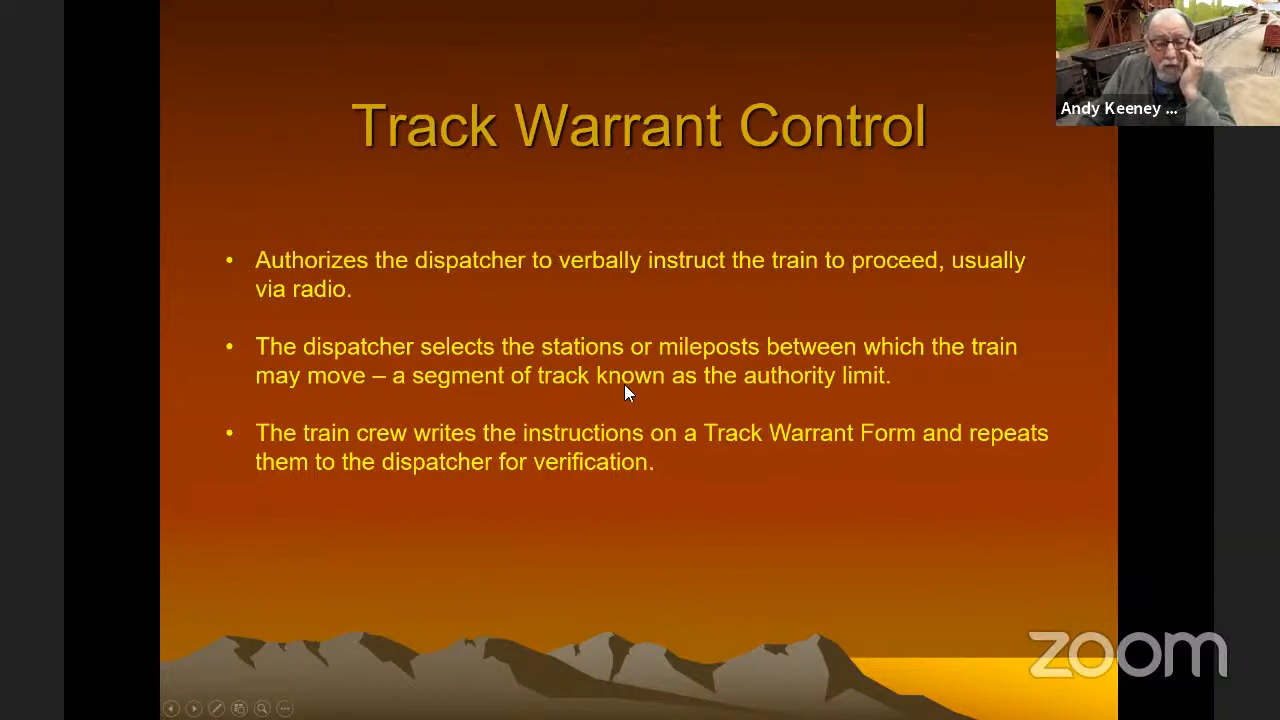 Track Warrant Control
Andy Keeney ...
• Authorizes the dispatcher to verbally instruct the train to proceed, usually
via radio.
• The dispatcher selects the stations or mileposts between which the train
may move – a segment of track known as the authority limit.
• The train crew writes the instructions on a Track Warrant Form and repeats
them to the dispatcher for verification.
zoom